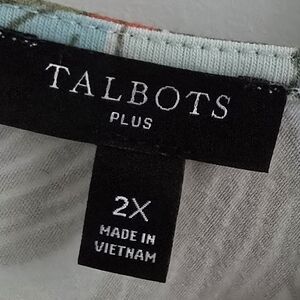 TALBOTS
PLUS
2X
MADE IN
VIETNAM